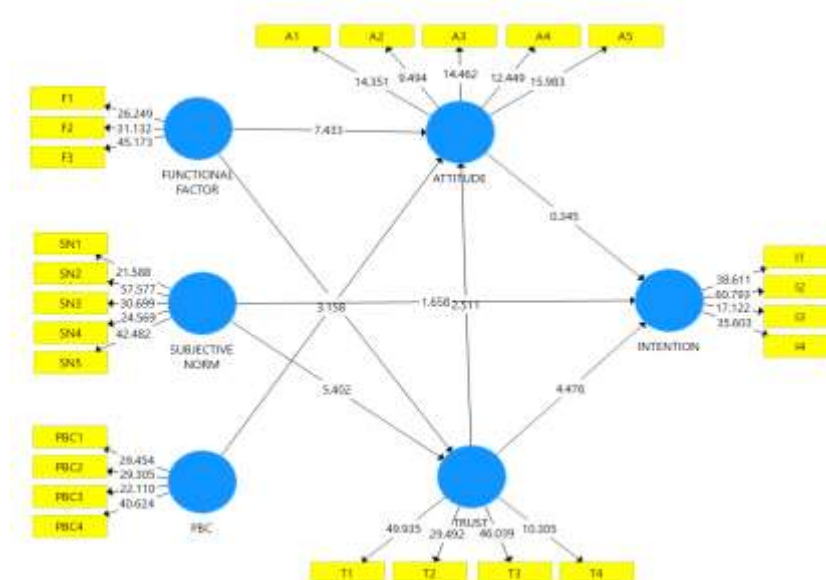 A1
A2
A3
A4
A5
14.351
9.494
14.462
12.449
15.983
F1
F2
F3
26.249
31.132
45.173
FUNCTIONAL
FACTOR
7.433
ATTITUDE
0.345
SN1
SN2
SN3
SN4
SN5
21.588
57.577
30.699
24.569
42.482
SUBJECTIVE
NORM
3.158
1.658
2.511
5.402
4.476
I1
I2
I3
I4
38.611
17.122
35.603
INTENTION
PBC1
PBC2
PBC3
PBC4
28.454
29.305
22.110
40.624
PBC
TRUST
49.935
29.492
46.039
10.305
T1
T2
T3
T4